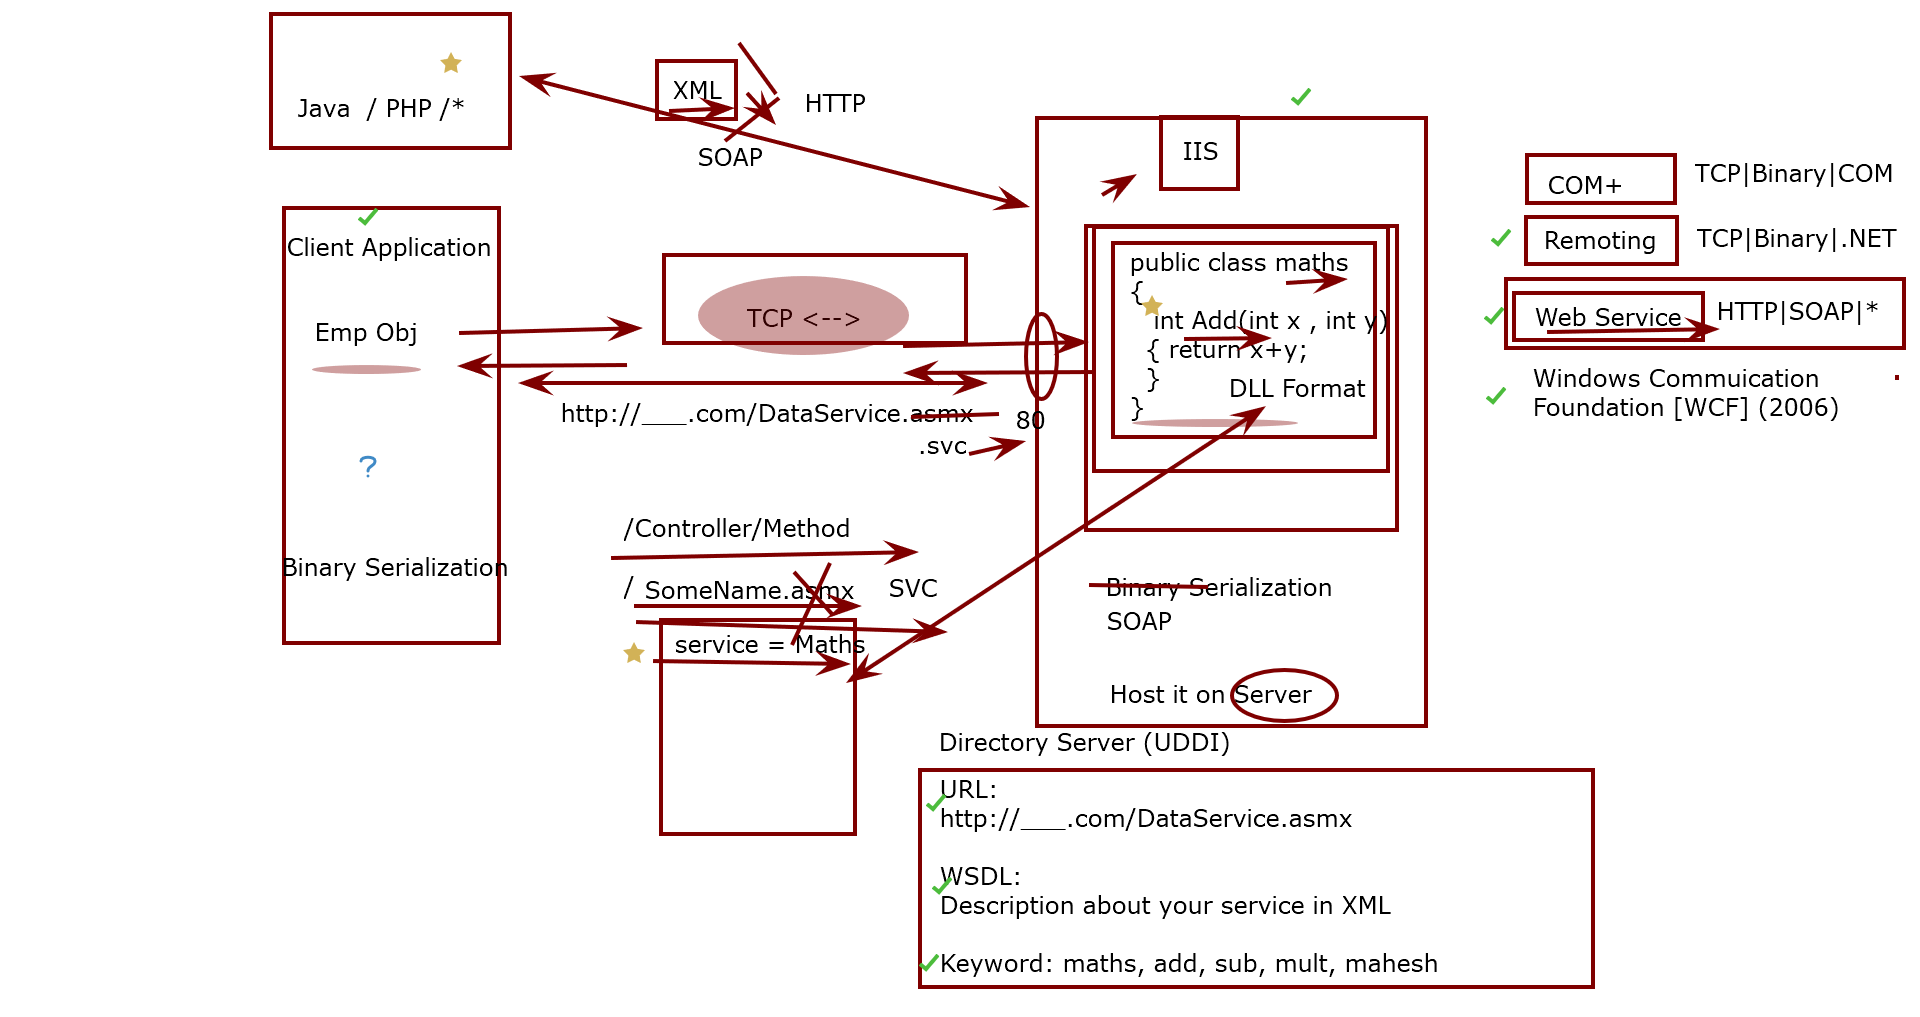 Java / PHP /*
XML
HTTP
SOAP
IIS
COM+
TCP|Binary|COM
Remoting
TCP|Binary|.NET
Web Service
HTTP|SOAP|*
Windows Commuication
Foundation [WCF] (2006)
Client Application
Emp Obj
?
Binary Serialization
TCP <-->
http://___.com/DataService.asmx
.svc
80
public class maths
{
int Add(int x , int y)
{ return x+y;
}
DLL Format
}
/Controller/Method
/ SomeName.asmx
SVC
service = Maths
Binary Serialization
SOAP
Host it on Server
Directory Server (UDDI)
URL:
http://___.com/DataService.asmx
WSDL:
Description about your service in XML
Keyword: maths, add, sub, mult, mahesh